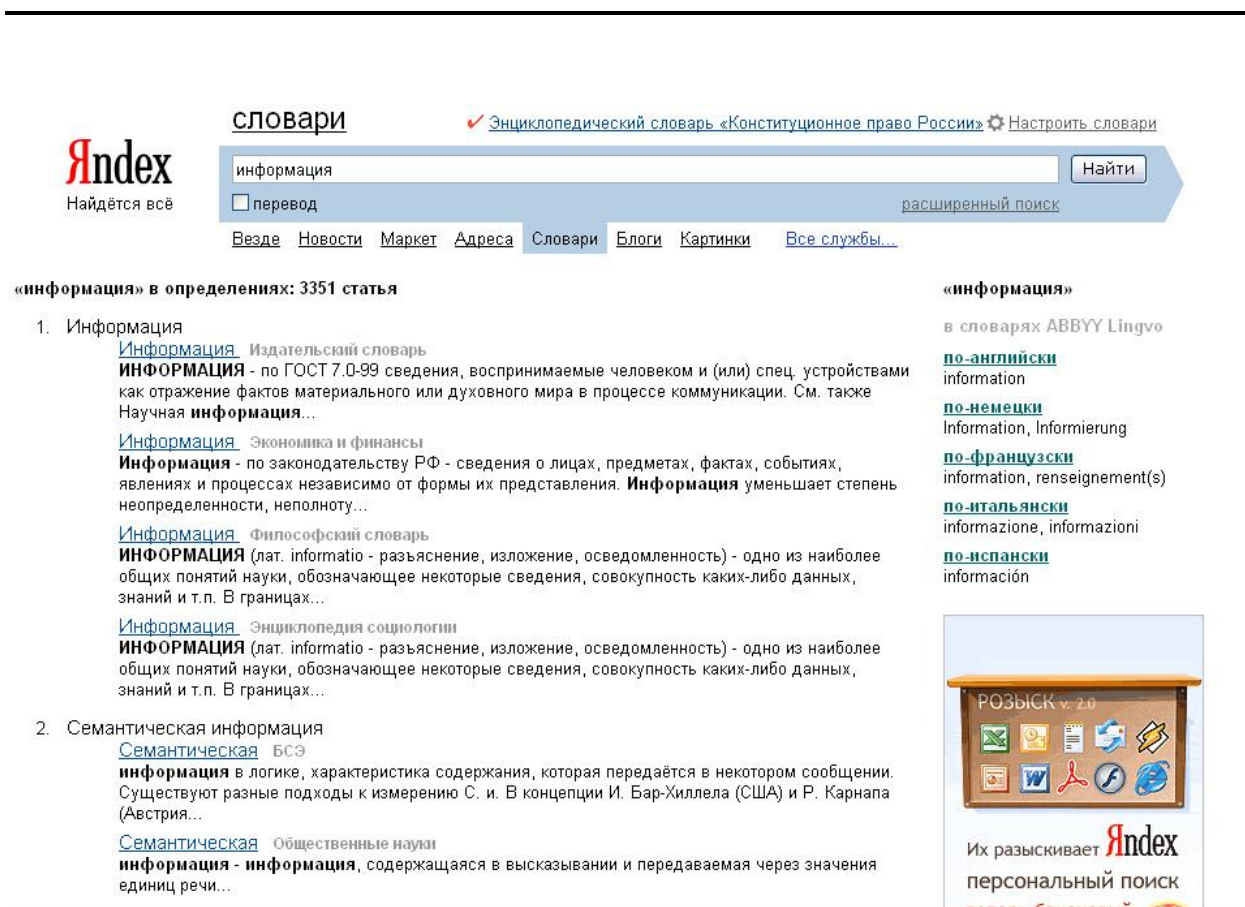 словари
Энциклопедический словарь «Конституционное право России» Настроить словари
Яndex
Найдётся всё
информация
Найти
перевод
расширенный поиск
Везде Новости Маркет Адреса Словари Блоги Картинки Все службы...
«информация» в определениях: 3351 статья
1. Информация
Информация Издательский словарь
ИНФОРМАЦИЯ - по ГОСТ 7.0-99 сведения, воспринимаемые человеком и (или) спец. устройствами
как отражение фактов материального или духовного мира в процессе коммуникации. См. также
Научная информация...
Информация Экономика и финансы
Информация - по законодательству РФ - сведения о лицах, предметах, фактах, событиях,
явлениях и процессах независимо от формы их представления. Информация уменьшает степень
неопределенности, неполноту...
Информация Философский словарь
ИНФОРМАЦИЯ (лат. informatio - разъяснение, изложение, осведомленность) - одно из наиболее
общих понятий науки, обозначающее некоторые сведения, совокупность каких-либо данных,
знаний и т.п. В границах...
Информация Энциклопедия социологии
ИНФОРМАЦИЯ (лат. informatio - разъяснение, изложение, осведомленность) - одно из наиболее
общих понятий науки, обозначающее некоторые сведения, совокупность каких-либо данных,
знаний и т.п. В границах...
2. Семантическая информация
Семантическая БСЭ
информация в логике, характеристика содержания, которая передаётся в некотором сообщении.
Существуют разные подходы к измерению С. и. В концепции И. Бар-Хиллела (США) и Р. Карнапа
(Австрия...
Семантическая Общественные науки
информация - информация, содержащаяся в высказывании и передаваемая через значения
единиц речи...
«информация»
в словарях ABBYY Lingvo
по-английски
information
по-немецки
Information, Informierung
по-французски
information, renseignement(s)
по-итальянски
informazione, informazioni
по-испански
información
РОЗЫСК v. 2.0
Их разыскивает Яndex
персональный поиск